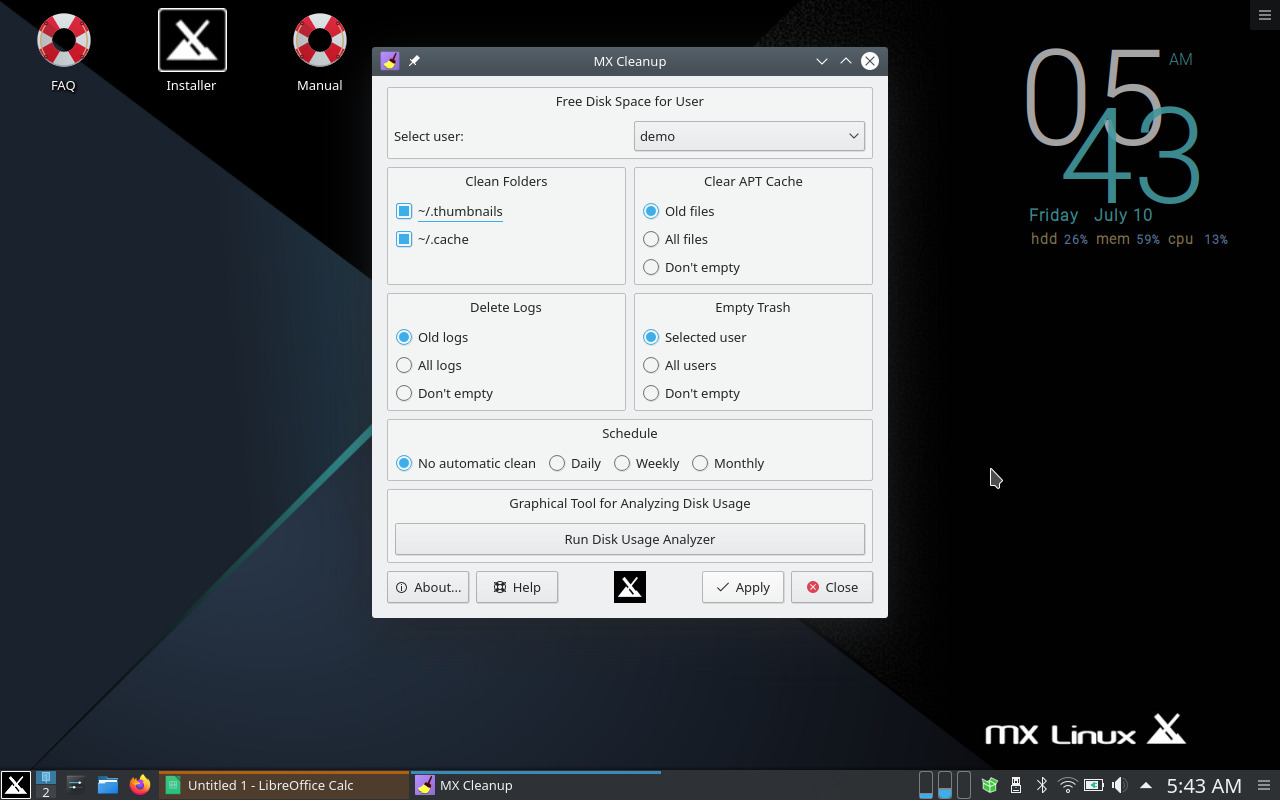 FAQ
Installer
Manual
MX Cleanup
Free Disk Space for User
Select user:
demo
Clean Folders
~/.thumbnails
~/.cache
Clear APT Cache
Old files
All files
Don't empty
Delete Logs
Old logs
All logs
Don't empty
Empty Trash
Selected user
All users
Don't empty
Schedule
No automatic clean Daily Weekly Monthly
Graphical Tool for Analyzing Disk Usage
Run Disk Usage Analyzer
About... Help Apply Close
05 AM
43
Friday July 10
hdd 26% mem 59% cpu 13%
MX Linux
2
Untitled 1 - LibreOffice Calc
MX Cleanup
5:43 AM